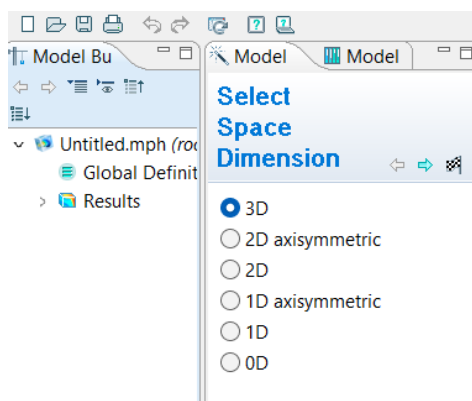 Model Bu
Model
Model
Select
Space
Dimension
Untitled.mph (roo
Global Definit
Results
3D
2D axisymmetric
2D
1D axisymmetric
1D
0D